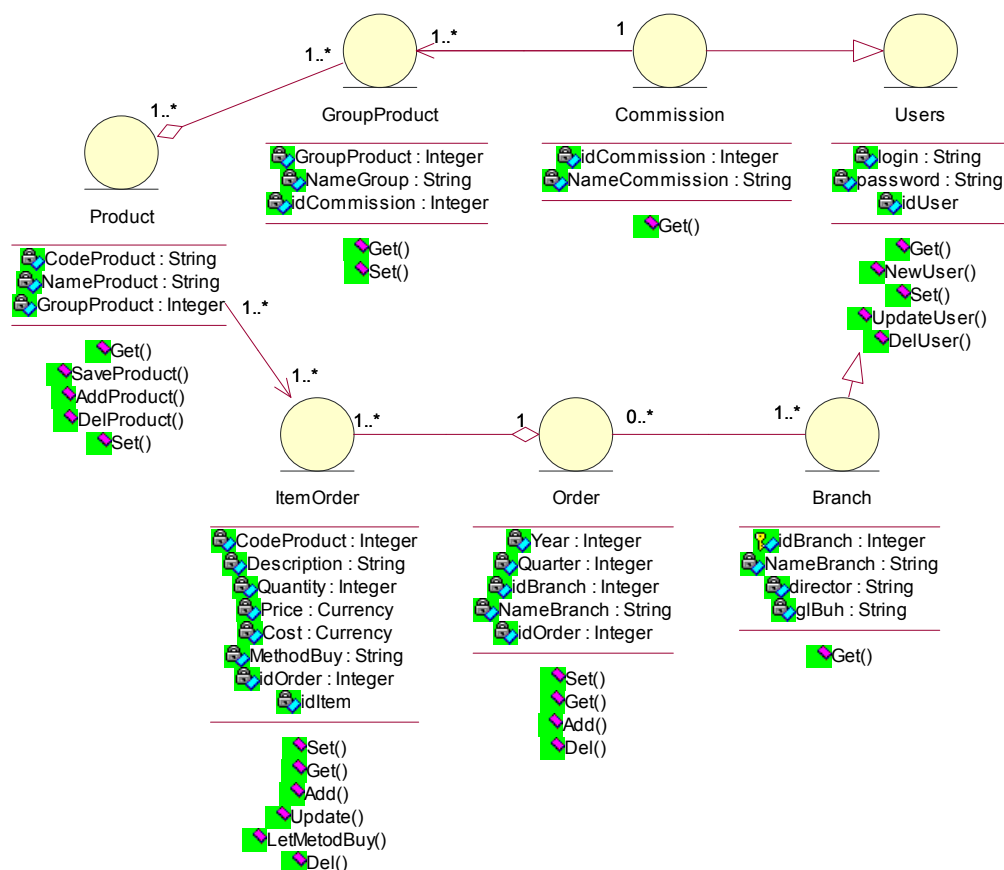 1..*
1..*
1
1..*
GroupProduct
Commission
Users
Product
GroupProduct : Integer
NameGroup : String
idCommission : Integer
Get()
Set()
idCommission : Integer
NameCommission : String
Get()
login : String
password : String
idUser
Get()
NewUser()
Set()
UpdateUser()
DelUser()
CodeProduct : String
NameProduct : String
GroupProduct : Integer
Get()
SaveProduct()
AddProduct()
DelProduct()
Set()
1..*
1..*
1..*
1
0..*
1..*
ItemOrder
Order
Branch
CodeProduct : Integer
Description : String
Quantity : Integer
Price : Currency
Cost : Currency
MethodBuy : String
idOrder : Integer
idItem
Set()
Get()
Add()
Update()
LetMetodBuy()
Del()
Year : Integer
Quarter : Integer
idBranch : Integer
NameBranch : String
idOrder : Integer
Set()
Get()
Add()
Del()
idBranch : Integer
NameBranch : String
director : String
glBuh : String
Get()